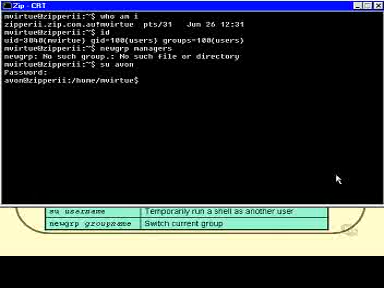 Zip - CRT
mvirtue@zipperii:~$ who am i
zipperii.zip.com.au!mvirtue pts/31 Jun 26 12:31
mvirtue@zipperii:~$ id
uid=3040(mvirtue) gid=100(users) groups=100(users)
mvirtue@zipperii:~$ newgrp managers
newgrp: No such group.: No such file or directory
mvirtue@zipperii:~$ su avon
Password:
avon@zipperii:/home/mvirtue$
su username Temporarily run a shell as another user
newgrp groupname Switch current group